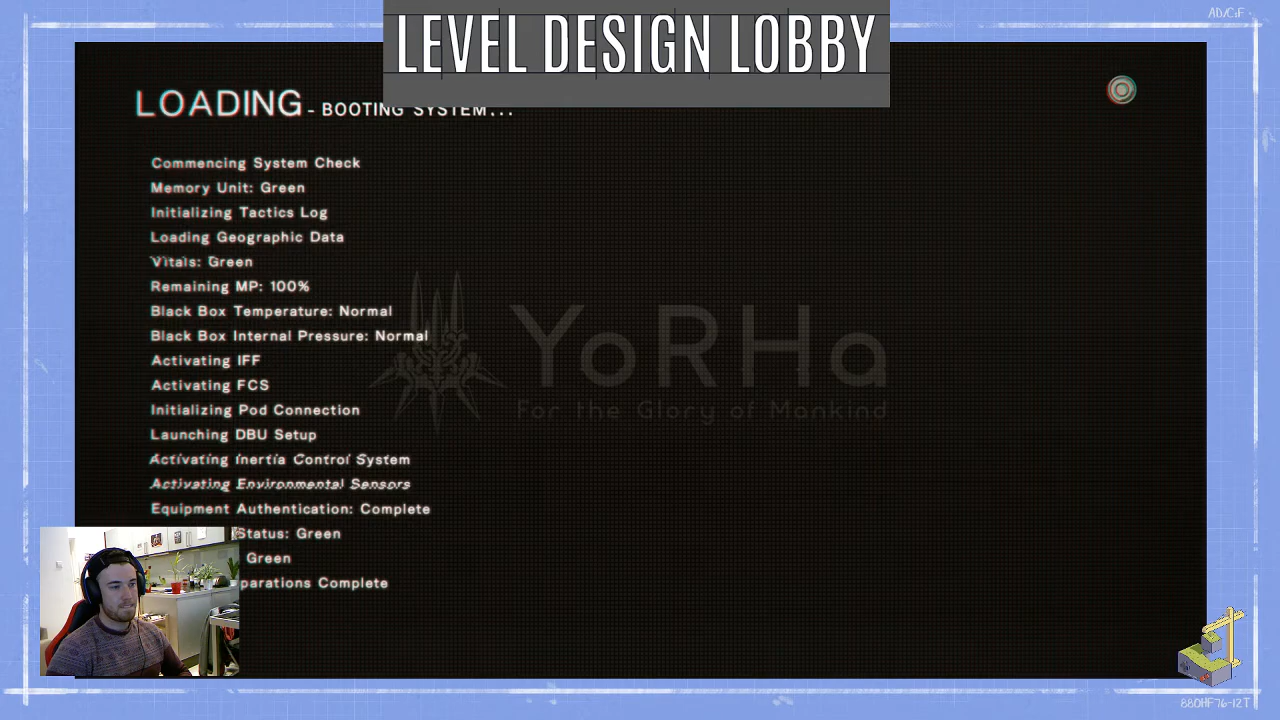 AD/C:F
LEVEL DESIGN LOBBY
LOADING - BOOTING SYSTEM...
Commencing System Check
Memory Unit: Green
Initializing Tactics Log
Loading Geographic Data
Vitals: Green
Remaining MP: 100%
Black Box Temperature: Normal
Black Box Internal Pressure: Normal
Activating IFF
Activating FCS
Initializing Pod Connection
Launching DBU Setup
Activating Inertia Control System
Activating Environmental Sensors
Equipment Authentication: Complete
Status: Green
Green
parations Complete
YoRHa
For the Glory of Mankind
880HF76-12T